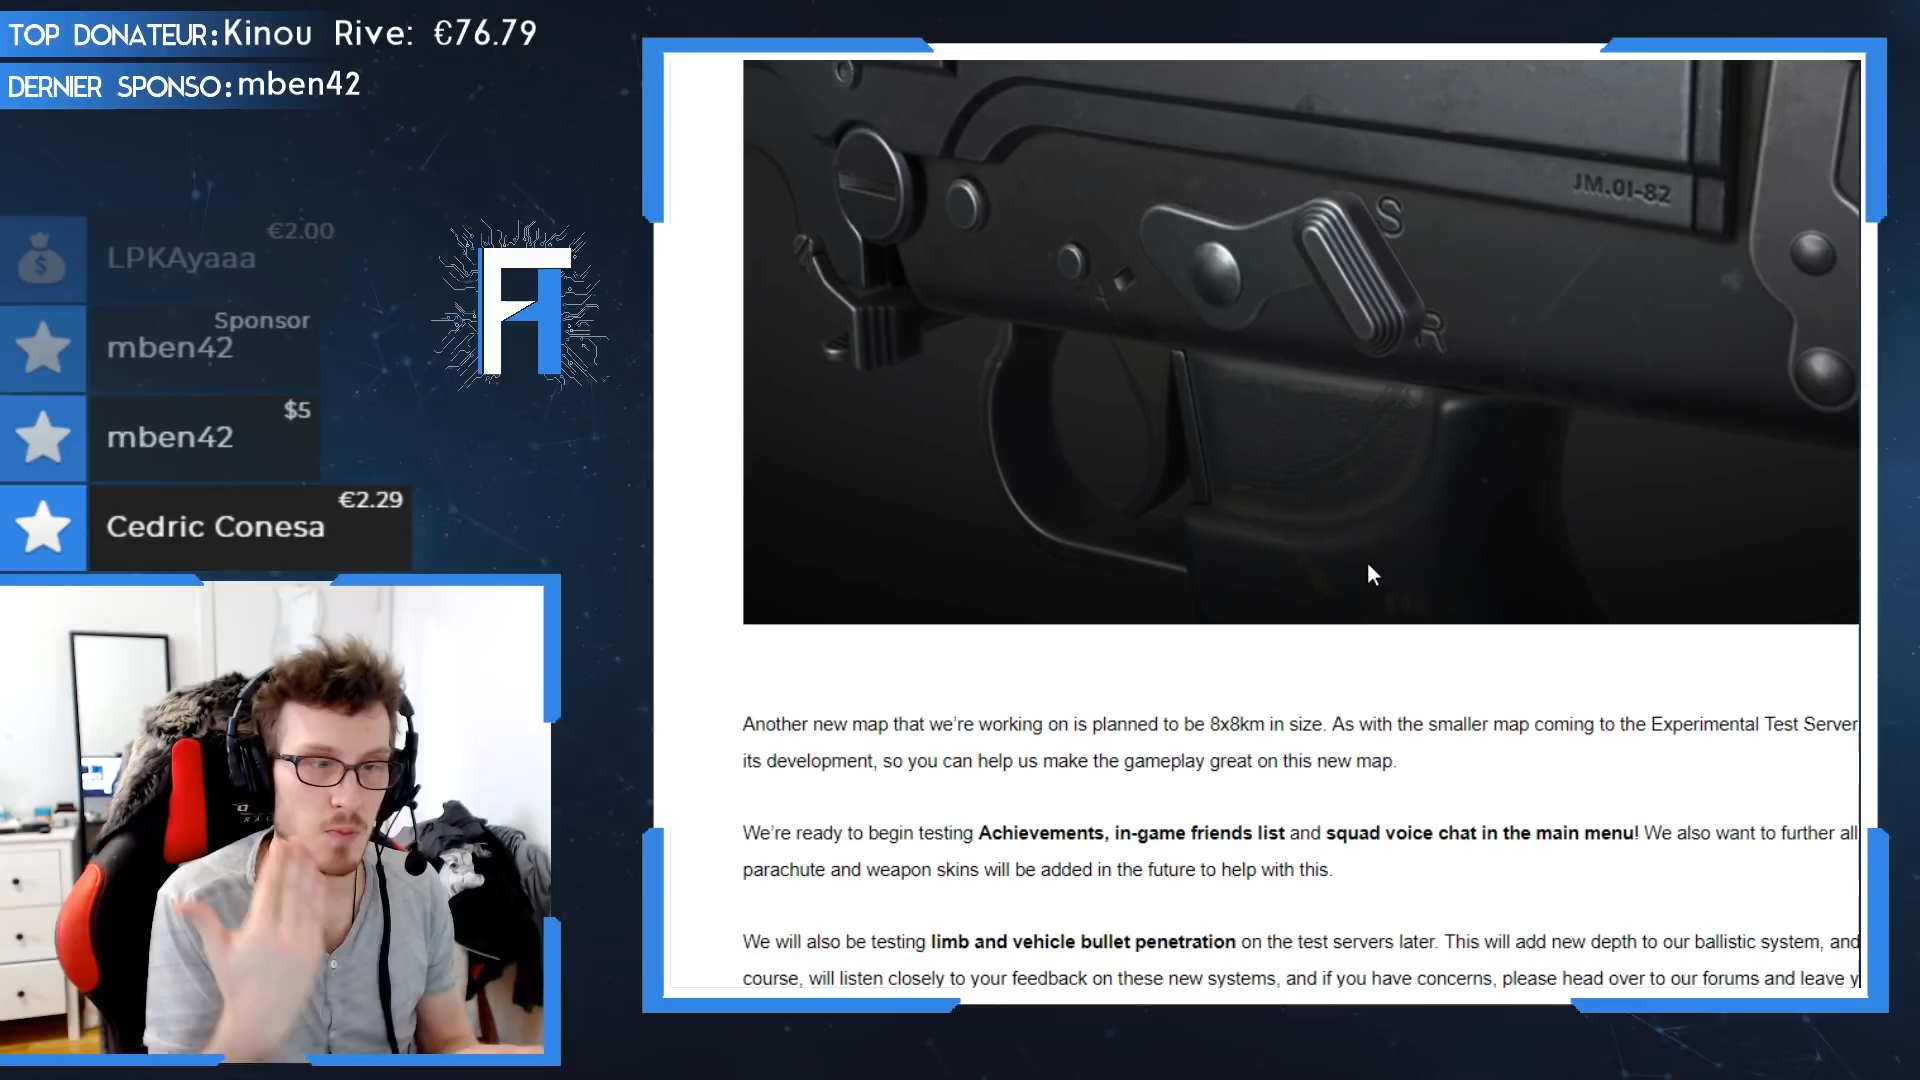 TOP DONATEUR:Kinou Rive: €76.79
DERNIER SPONSO:mben42
€2.00
LPKAyaaa
Sponsor
mben42
$5
mben42
€2.29
Cedric Conesa
JM.01-82
S
R
Another new map that we’re working on is planned to be 8x8km in size. As with the smaller map coming to the Experimental Test Server
its development, so you can help us make the gameplay great on this new map.
We’re ready to begin testing Achievements, in-game friends list and squad voice chat in the main menu! We also want to further all
parachute and weapon skins will be added in the future to help with this.
We will also be testing limb and vehicle bullet penetration on the test servers later. This will add new depth to our ballistic system, and
course, will listen closely to your feedback on these new systems, and if you have concerns, please head over to our forums and leave y